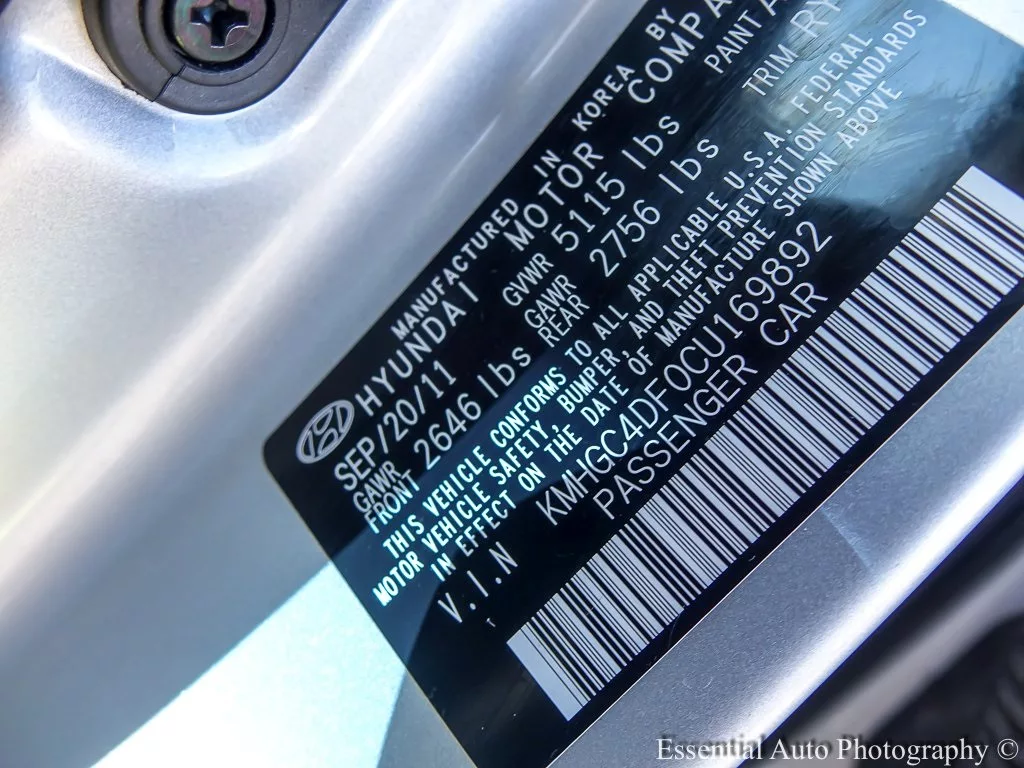 MANUFACTURED IN KOREA BY
HYUNDAI MOTOR COMPA
SEP/20/11 GVWR 5115 lbs PAINT
GAWR FRONT 2646 lbs GAWR REAR 2756 lbs TRIM RY
THIS VEHICLE CONFORMS TO ALL APPLICABLE U.S.A. FEDERAL
MOTOR VEHICLE SAFETY, BUMPER, AND THEFT PREVENTION STANDARDS
IN EFFECT ON THE DATE OF MANUFACTURE SHOWN ABOVE
V.I.N KMHGC4DF0CU169892
PASSENGER CAR
Essential Auto Photography ©